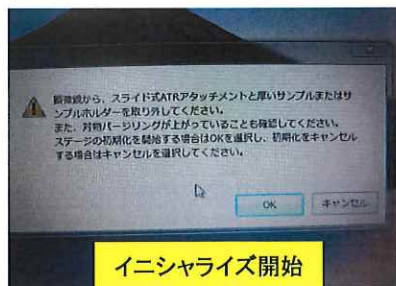 顕微鏡から、スライド式ATRアタッチメントと厚いサンプルまたはサ
ンプルホルダーを取り外してください。
また、対物パージリングが上がっていることも確認してください。
ステージの初期化を開始する場合はOKを選択し、初期化をキャンセル
する場合はキャンセルを選択してください。
OK
キャンセル
イニシャライズ開始